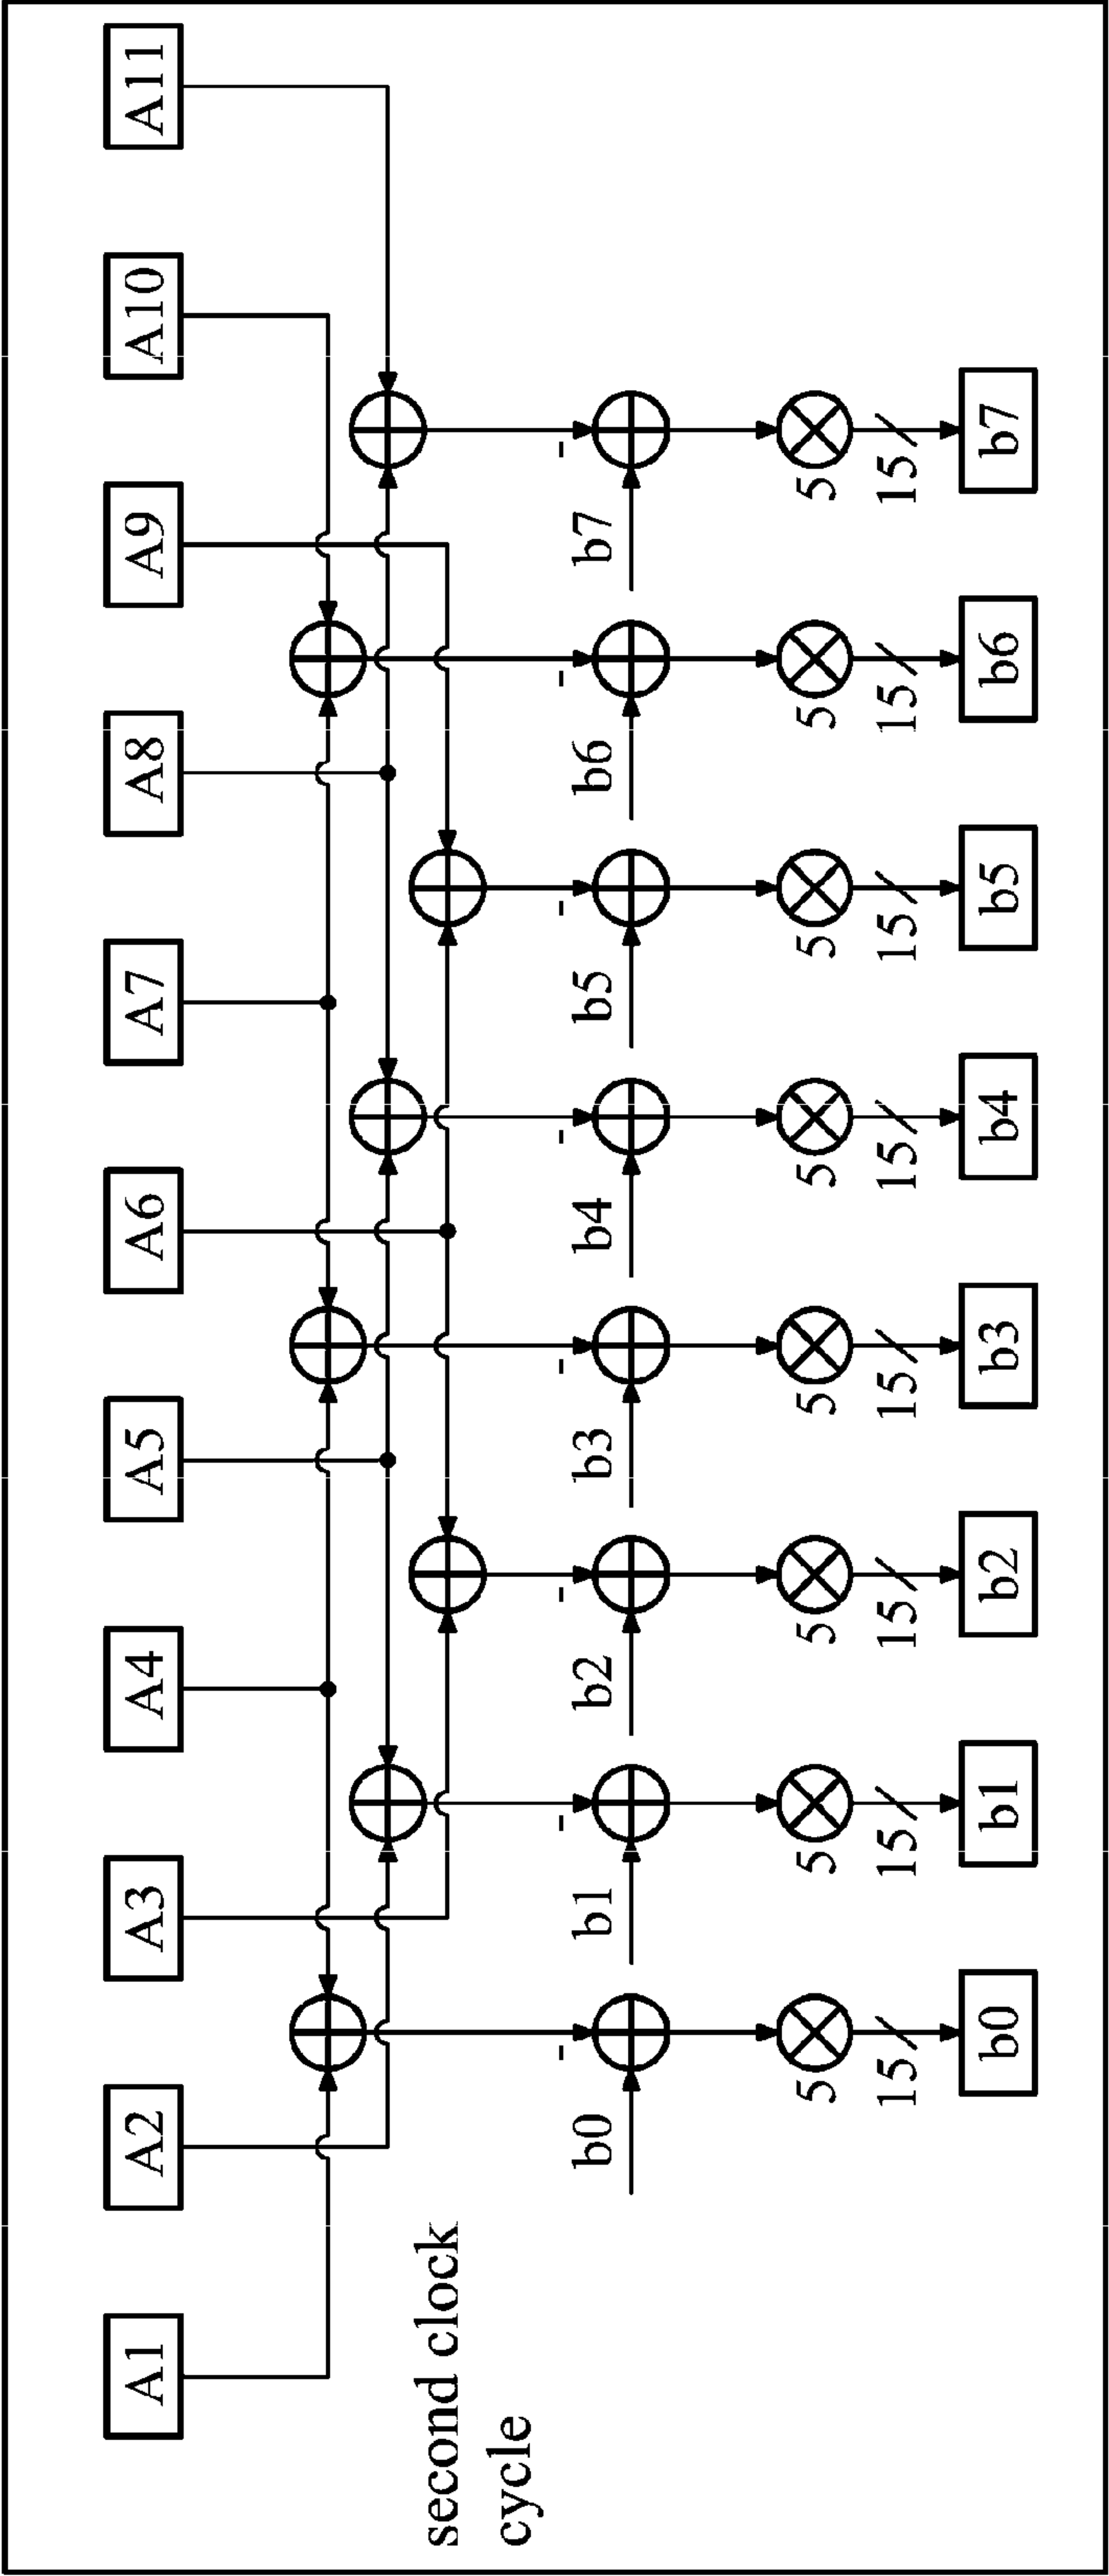 A1 A2 A3 A4 A5 A6 A7 A8 A9 A10 A11
second clock
cycle
- - - - - - - -
b0 b1 b2 b3 b4 b5 b6 b7
5 5 5 5 5 5 5 5
15 15 15 15 15 15 15 15
b0 b1 b2 b3 b4 b5 b6 b7